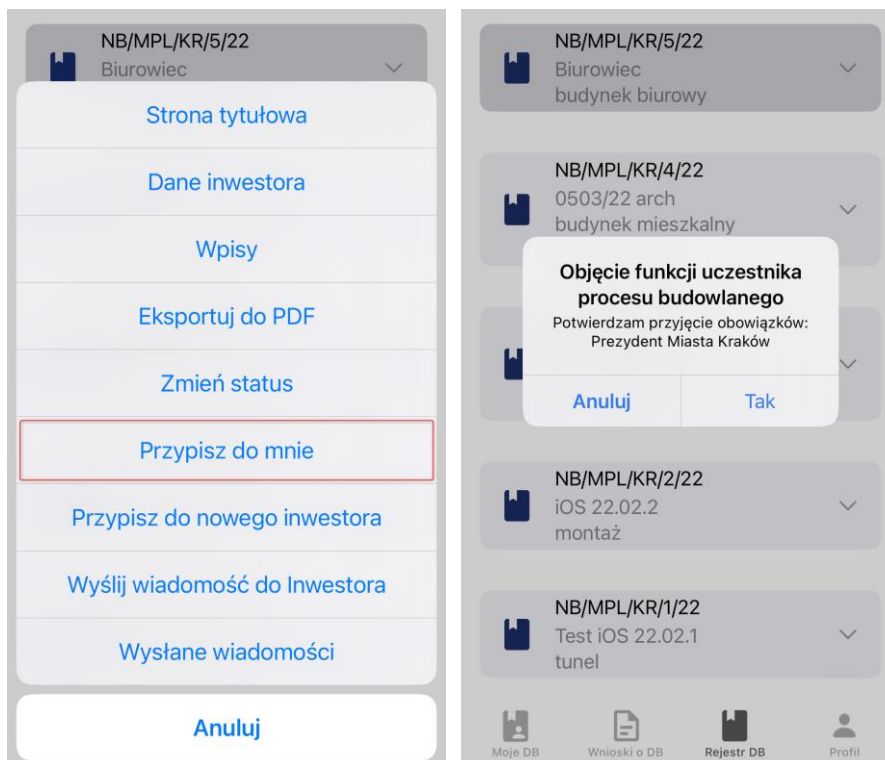 NB/MPL/KR/5/22
Biurowiec
Strona tytułowa
Dane inwestora
Wpisy
Eksportuj do PDF
Zmień status
Przypisz do mnie
Przypisz do nowego inwestora
Wyślij wiadomość do Inwestora
Wysłane wiadomości
Anuluj
NB/MPL/KR/5/22
Biurowiec
budynek biurowy
NB/MPL/KR/4/22
0503/22 arch
budynek mieszkalny
Objęcie funkcji uczestnika
procesu budowlanego
Potwierdzam przyjęcie obowiązków:
Prezydent Miasta Kraków
Anuluj Tak
NB/MPL/KR/2/22
iOS 22.02.2
montaż
NB/MPL/KR/1/22
Test iOS 22.02.1
tunel
Moje DB Wnioski o DB Rejestr DB Profil